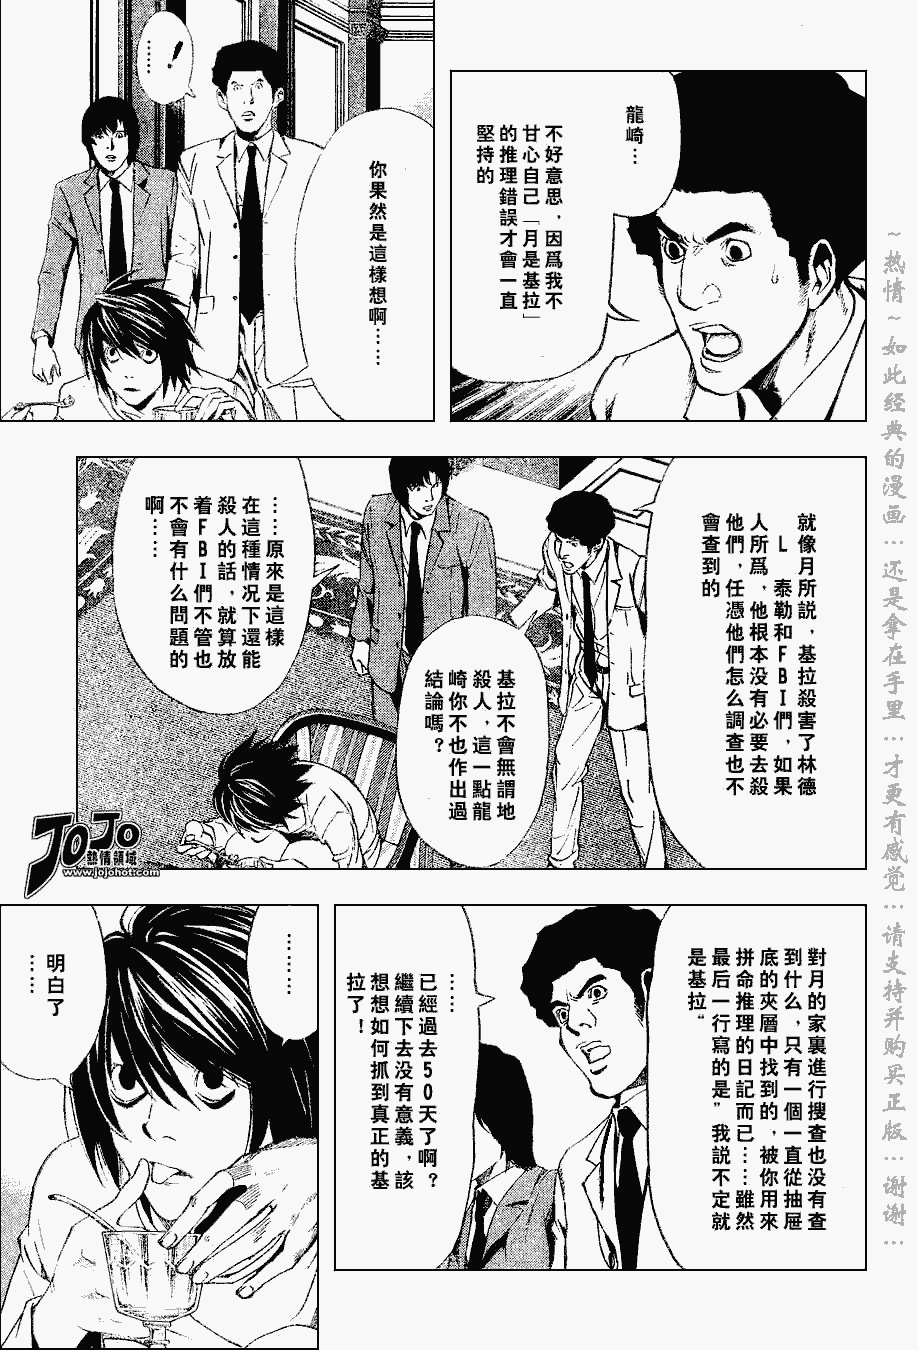 龍崎…
不好意思，因爲我不
甘心自己「月是基拉」
的推理錯誤才會一直
堅持的
！
……
你果然是這樣想啊……
就像月所説，基拉殺害了林德
L 泰勒和FBI們，如果
人所爲，他根本没有必要去殺
他們，任憑他們怎么調查也不
會查到的
基拉不會無謂地
殺人，這一點龍
崎你不也作出過
結論嗎？
……原來是這樣
在這種情况下還能
殺人的話，就算放
着FBI們不管也
不會有什么問題的
啊……
對月的家裏進行搜查也没有查
到什么，只有一個一直從抽屉
底的夾層中找到的，被你用來
拼命推理的日記而已……雖然
最后一行寫的是”我説不定就
是基拉“
……
已經過去50天了啊？
繼續下去没有意義，該
想想如何抓到真正的基
拉了！
………
明白了
……
JOJO
熱情領域
www.jojohot.com
~热情~如此经典的漫画…还是拿在手里…才更有感觉…请支持并购买正版…谢谢…